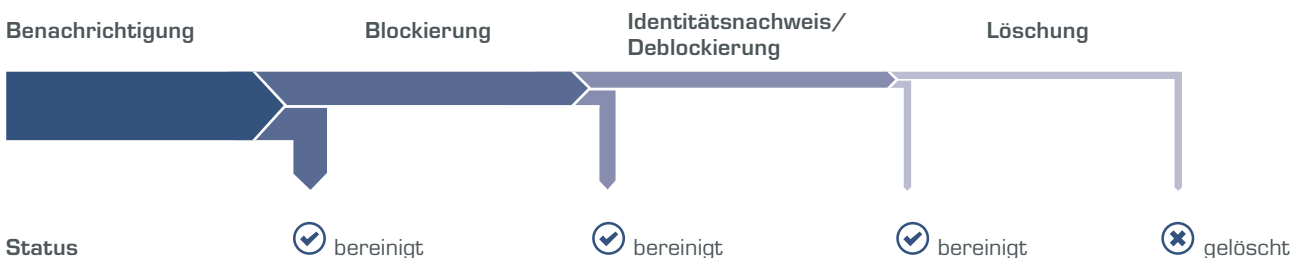 Benachrichtigung
Blockierung
Identitätsnachweis/
Deblockierung
Löschung
Status
bereinigt
bereinigt
bereinigt
gelöscht